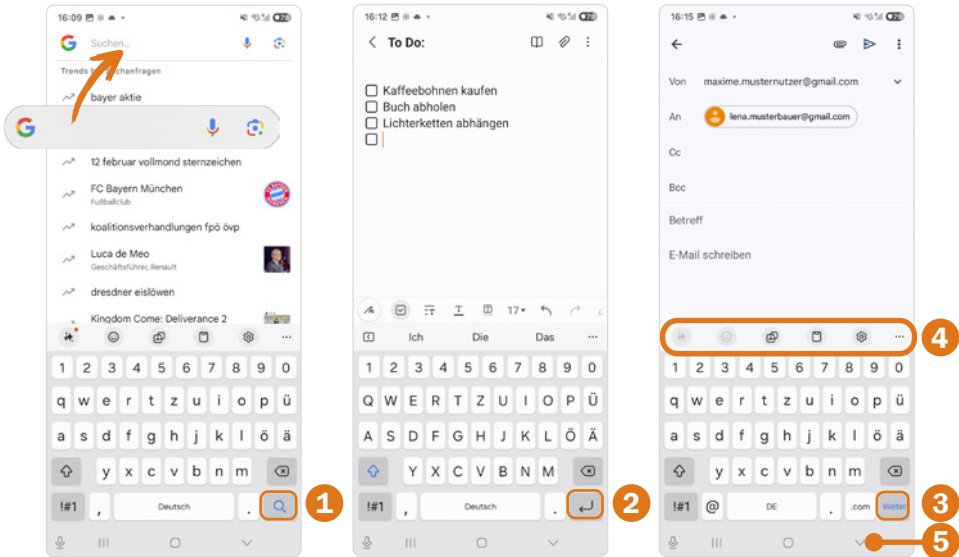 16:09
Suchen...
Trends b chanfragen
bayer aktie
12 februar vollmond sternzeichen
FC Bayern München
Fußballclub
koalitionsverhandlungen fpö övp
Luca de Meo
Geschäftsführer, Renault
dresdner eislöwen
Kingdom Come: Deliverance 2
1 2 3 4 5 6 7 8 9 0
q w e r t z u i o p ü
a s d f g h j k l ö ä
y x c v b n m
!#1 , Deutsch .
1
16:12
To Do:
Kaffeebohnen kaufen
Buch abholen
Lichterketten abhängen
T T 17
Ich Die Das
1 2 3 4 5 6 7 8 9 0
Q W E R T Z U I O P Ü
A S D F G H J K L Ö Ä
Y X C V B N M
!#1 , Deutsch .
2
16:15
Von maxime.musternutzer@gmail.com
An lena.musterbauer@gmail.com
Cc
Bcc
Betreff
E-Mail schreiben
4
1 2 3 4 5 6 7 8 9 0
q w e r t z u i o p ü
a s d f g h j k l ö ä
y x c v b n m
!#1 @ DE . .com Weiter
3
5